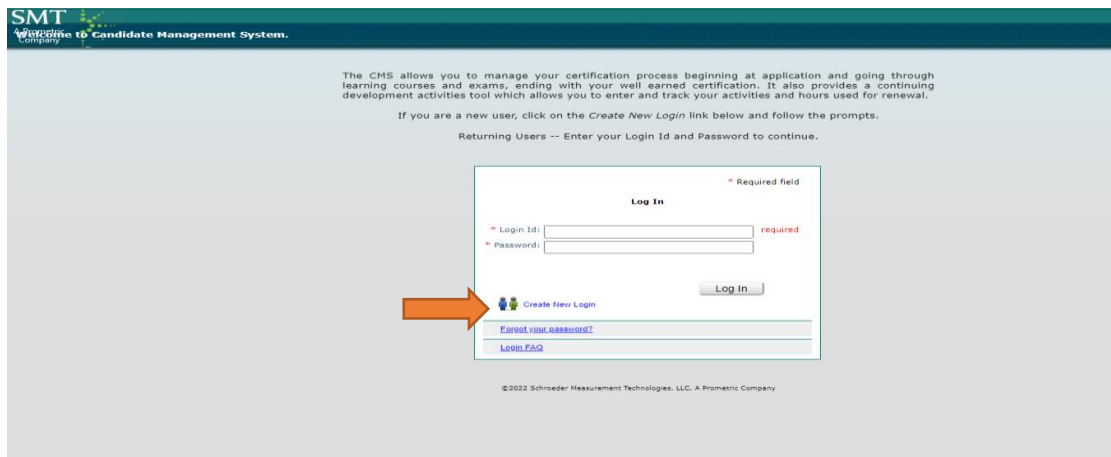 SMT
A Prometric
Company
Welcome to Candidate Management System.
The CMS allows you to manage your certification process beginning at application and going through
learning courses and exams, ending with your well earned certification. It also provides a continuing
development activities tool which allows you to enter and track your activities and hours used for renewal.
If you are a new user, click on the Create New Login link below and follow the prompts.
Returning Users -- Enter your Login Id and Password to continue.
* Required field
Log In
* Login Id: required
* Password:
Log In
Create New Login
Forgot your password?
Login FAQ
©2022 Schroeder Measurement Technologies, LLC, A Prometric Company